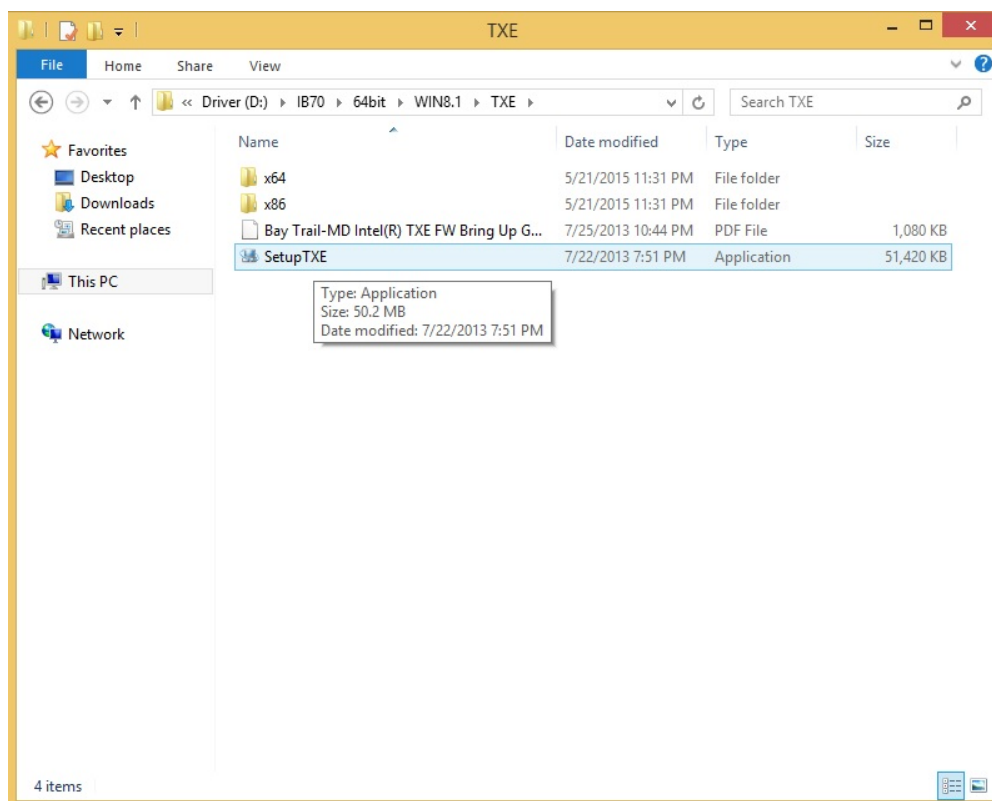 TXE
File Home Share View
« Driver (D:) IB70 64bit WIN8.1 TXE
Search TXE
Favorites
Desktop
Downloads
Recent places
This PC
Network
Name Date modified Type Size
x64 5/21/2015 11:31 PM File folder
x86 5/21/2015 11:31 PM File folder
Bay Trail-MD Intel(R) TXE FW Bring Up G... 7/25/2013 10:44 PM PDF File 1,080 KB
SetupTXE 7/22/2013 7:51 PM Application 51,420 KB
Type: Application
Size: 50.2 MB
Date modified: 7/22/2013 7:51 PM
4 items